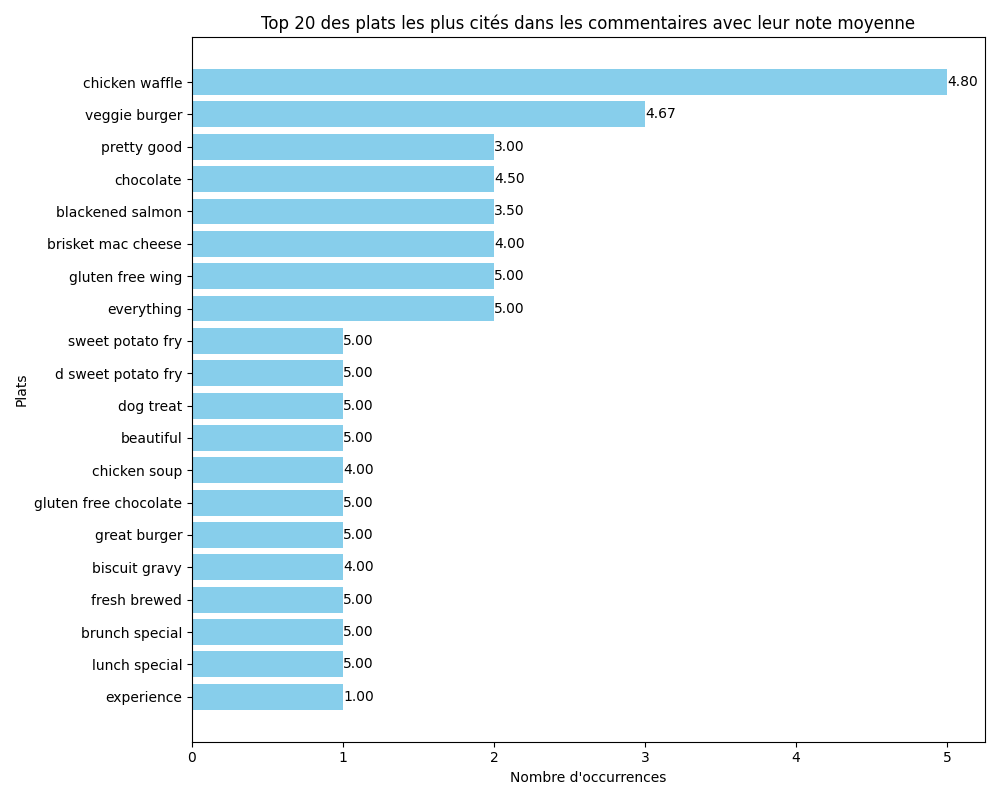 Top 20 des plats les plus cités dans les commentaires avec leur note moyenne
chicken waffle 4.80
veggie burger 4.67
pretty good 3.00
chocolate 4.50
blackened salmon 3.50
brisket mac cheese 4.00
gluten free wing 5.00
everything 5.00
sweet potato fry 5.00
d sweet potato fry 5.00
dog treat 5.00
beautiful 5.00
chicken soup 4.00
gluten free chocolate 5.00
great burger 5.00
biscuit gravy 4.00
fresh brewed 5.00
brunch special 5.00
lunch special 5.00
experience 1.00
Plats
0 1 2 3 4 5
Nombre d'occurrences